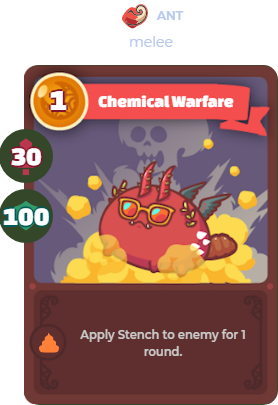 ANT
melee
1
Chemical Warfare
30
100
Apply Stench to enemy for 1
round.